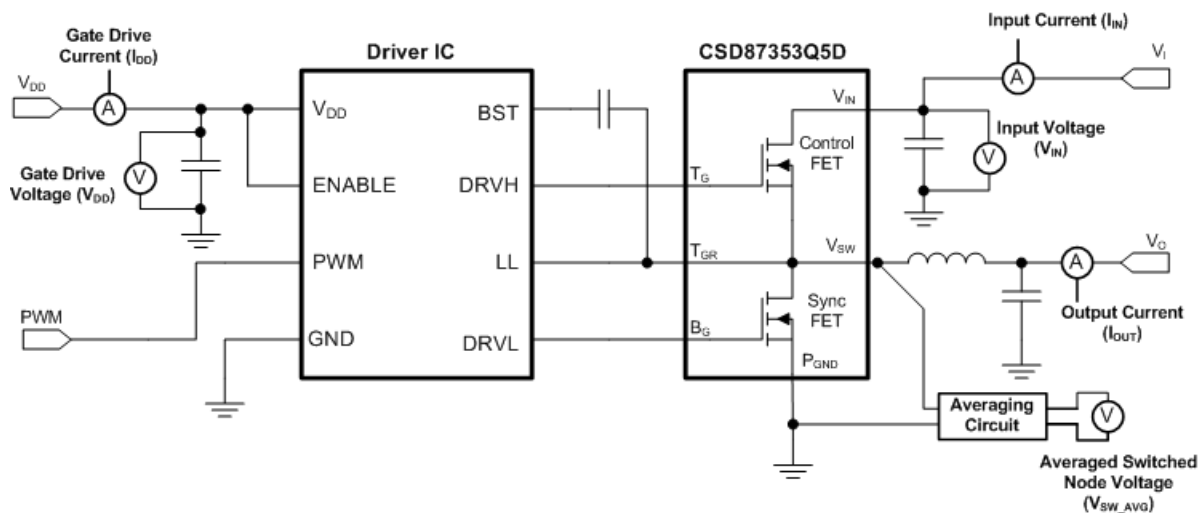 Gate Drive
Current (IDD)
VDD
A
Gate Drive
Voltage (VDD)
V
PWM
Driver IC
VDD
ENABLE
PWM
GND
BST
DRVH
LL
DRVL
CSD87353Q5D
VIN
Control
FET
TG
TGR
VSW
Sync
FET
BG
PGND
Input Current (IIN)
A
VI
Input Voltage
(VIN)
V
VO
A
Output Current
(IOUT)
Averaging
Circuit
V
Averaged Switched
Node Voltage
(VSW_AVG)